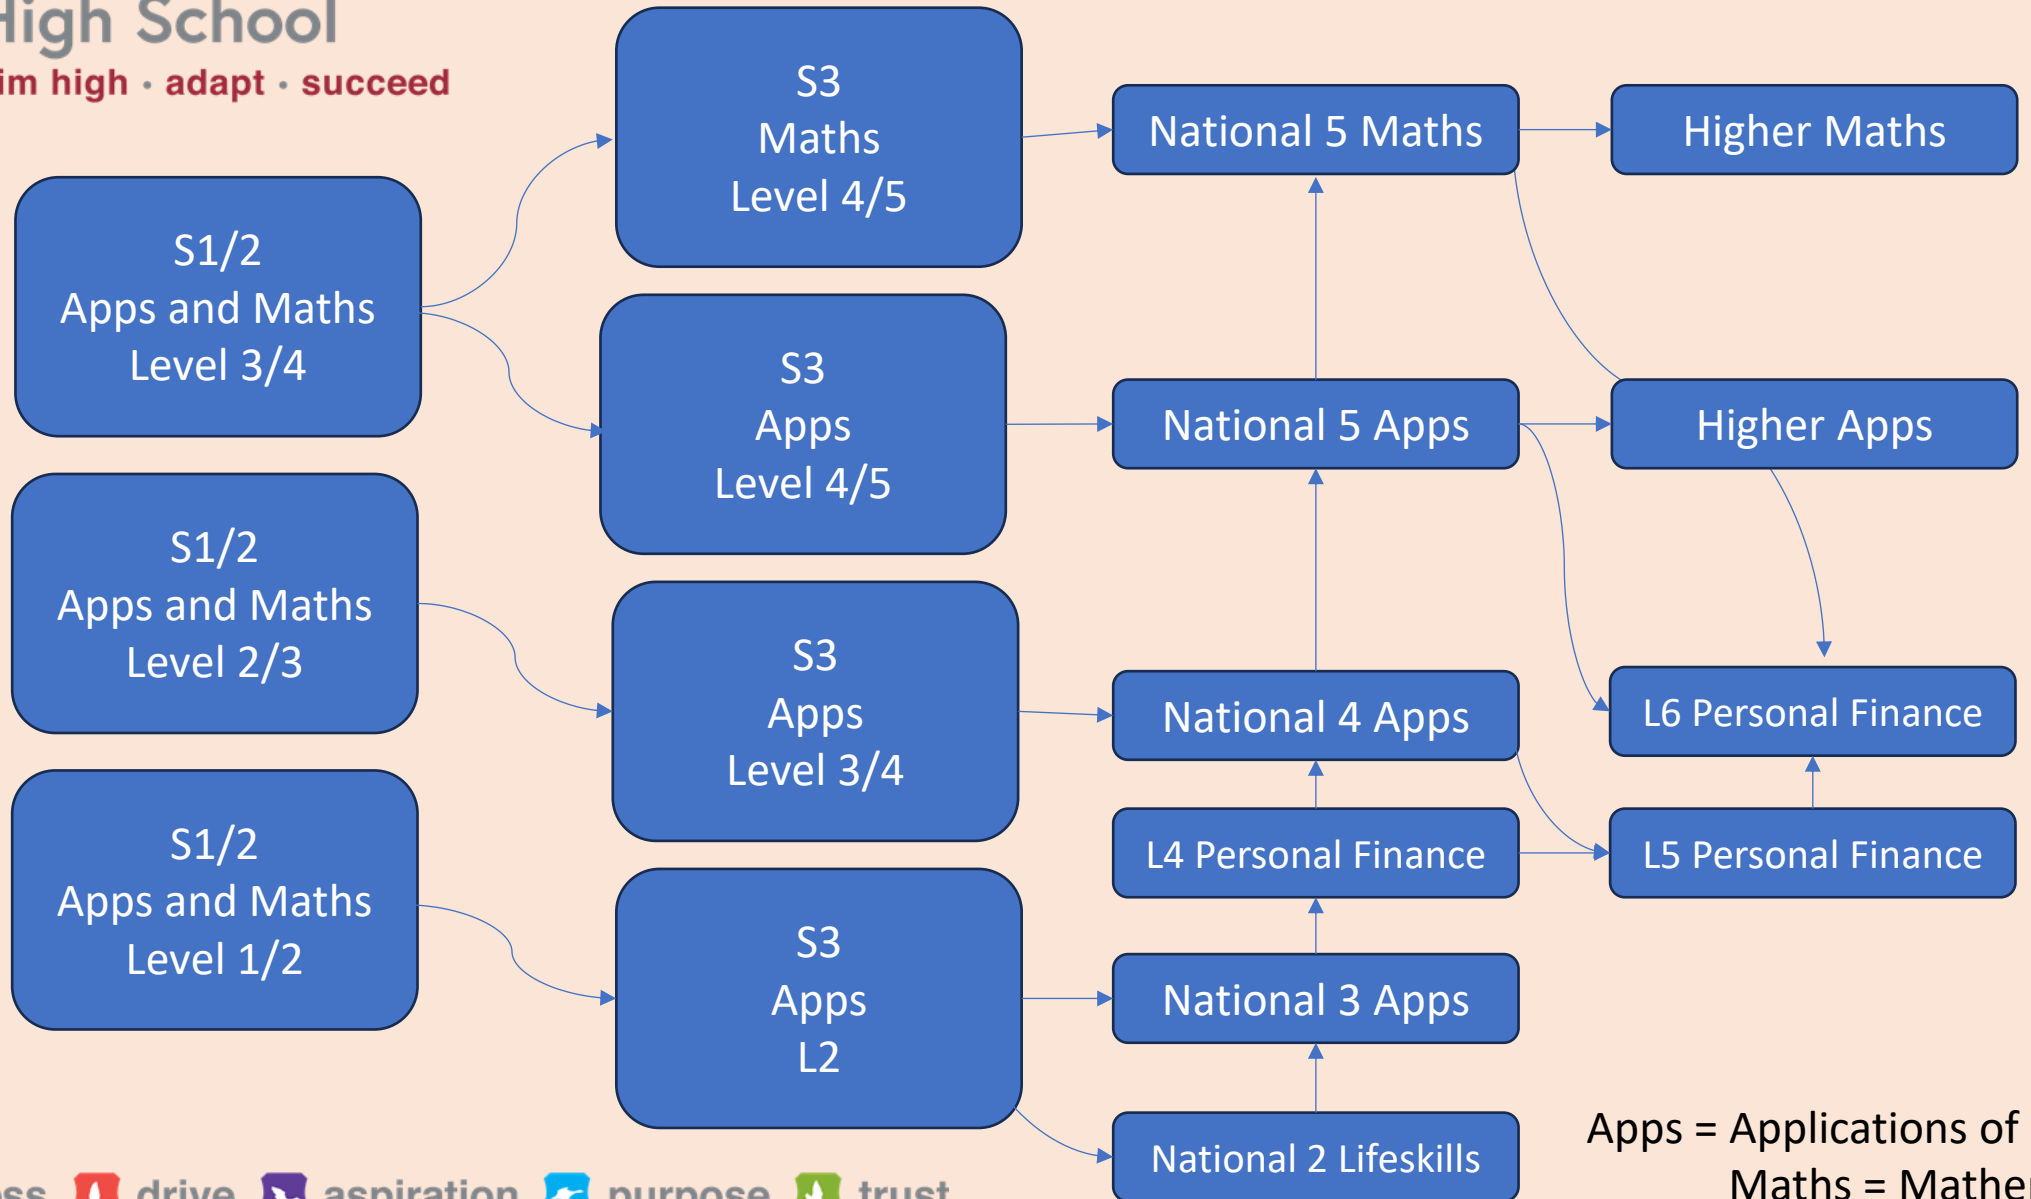 High School
aim high · adapt · succeed
S1/2
Apps and Maths
Level 3/4
S1/2
Apps and Maths
Level 2/3
S1/2
Apps and Maths
Level 1/2
S3
Maths
Level 4/5
S3
Apps
Level 4/5
S3
Apps
Level 3/4
S3
Apps
L2
National 5 Maths
National 5 Apps
National 4 Apps
L4 Personal Finance
National 3 Apps
National 2 Lifeskills
Higher Maths
Higher Apps
L6 Personal Finance
L5 Personal Finance
Apps = Applications of
Maths =
drive aspiration purpose trust